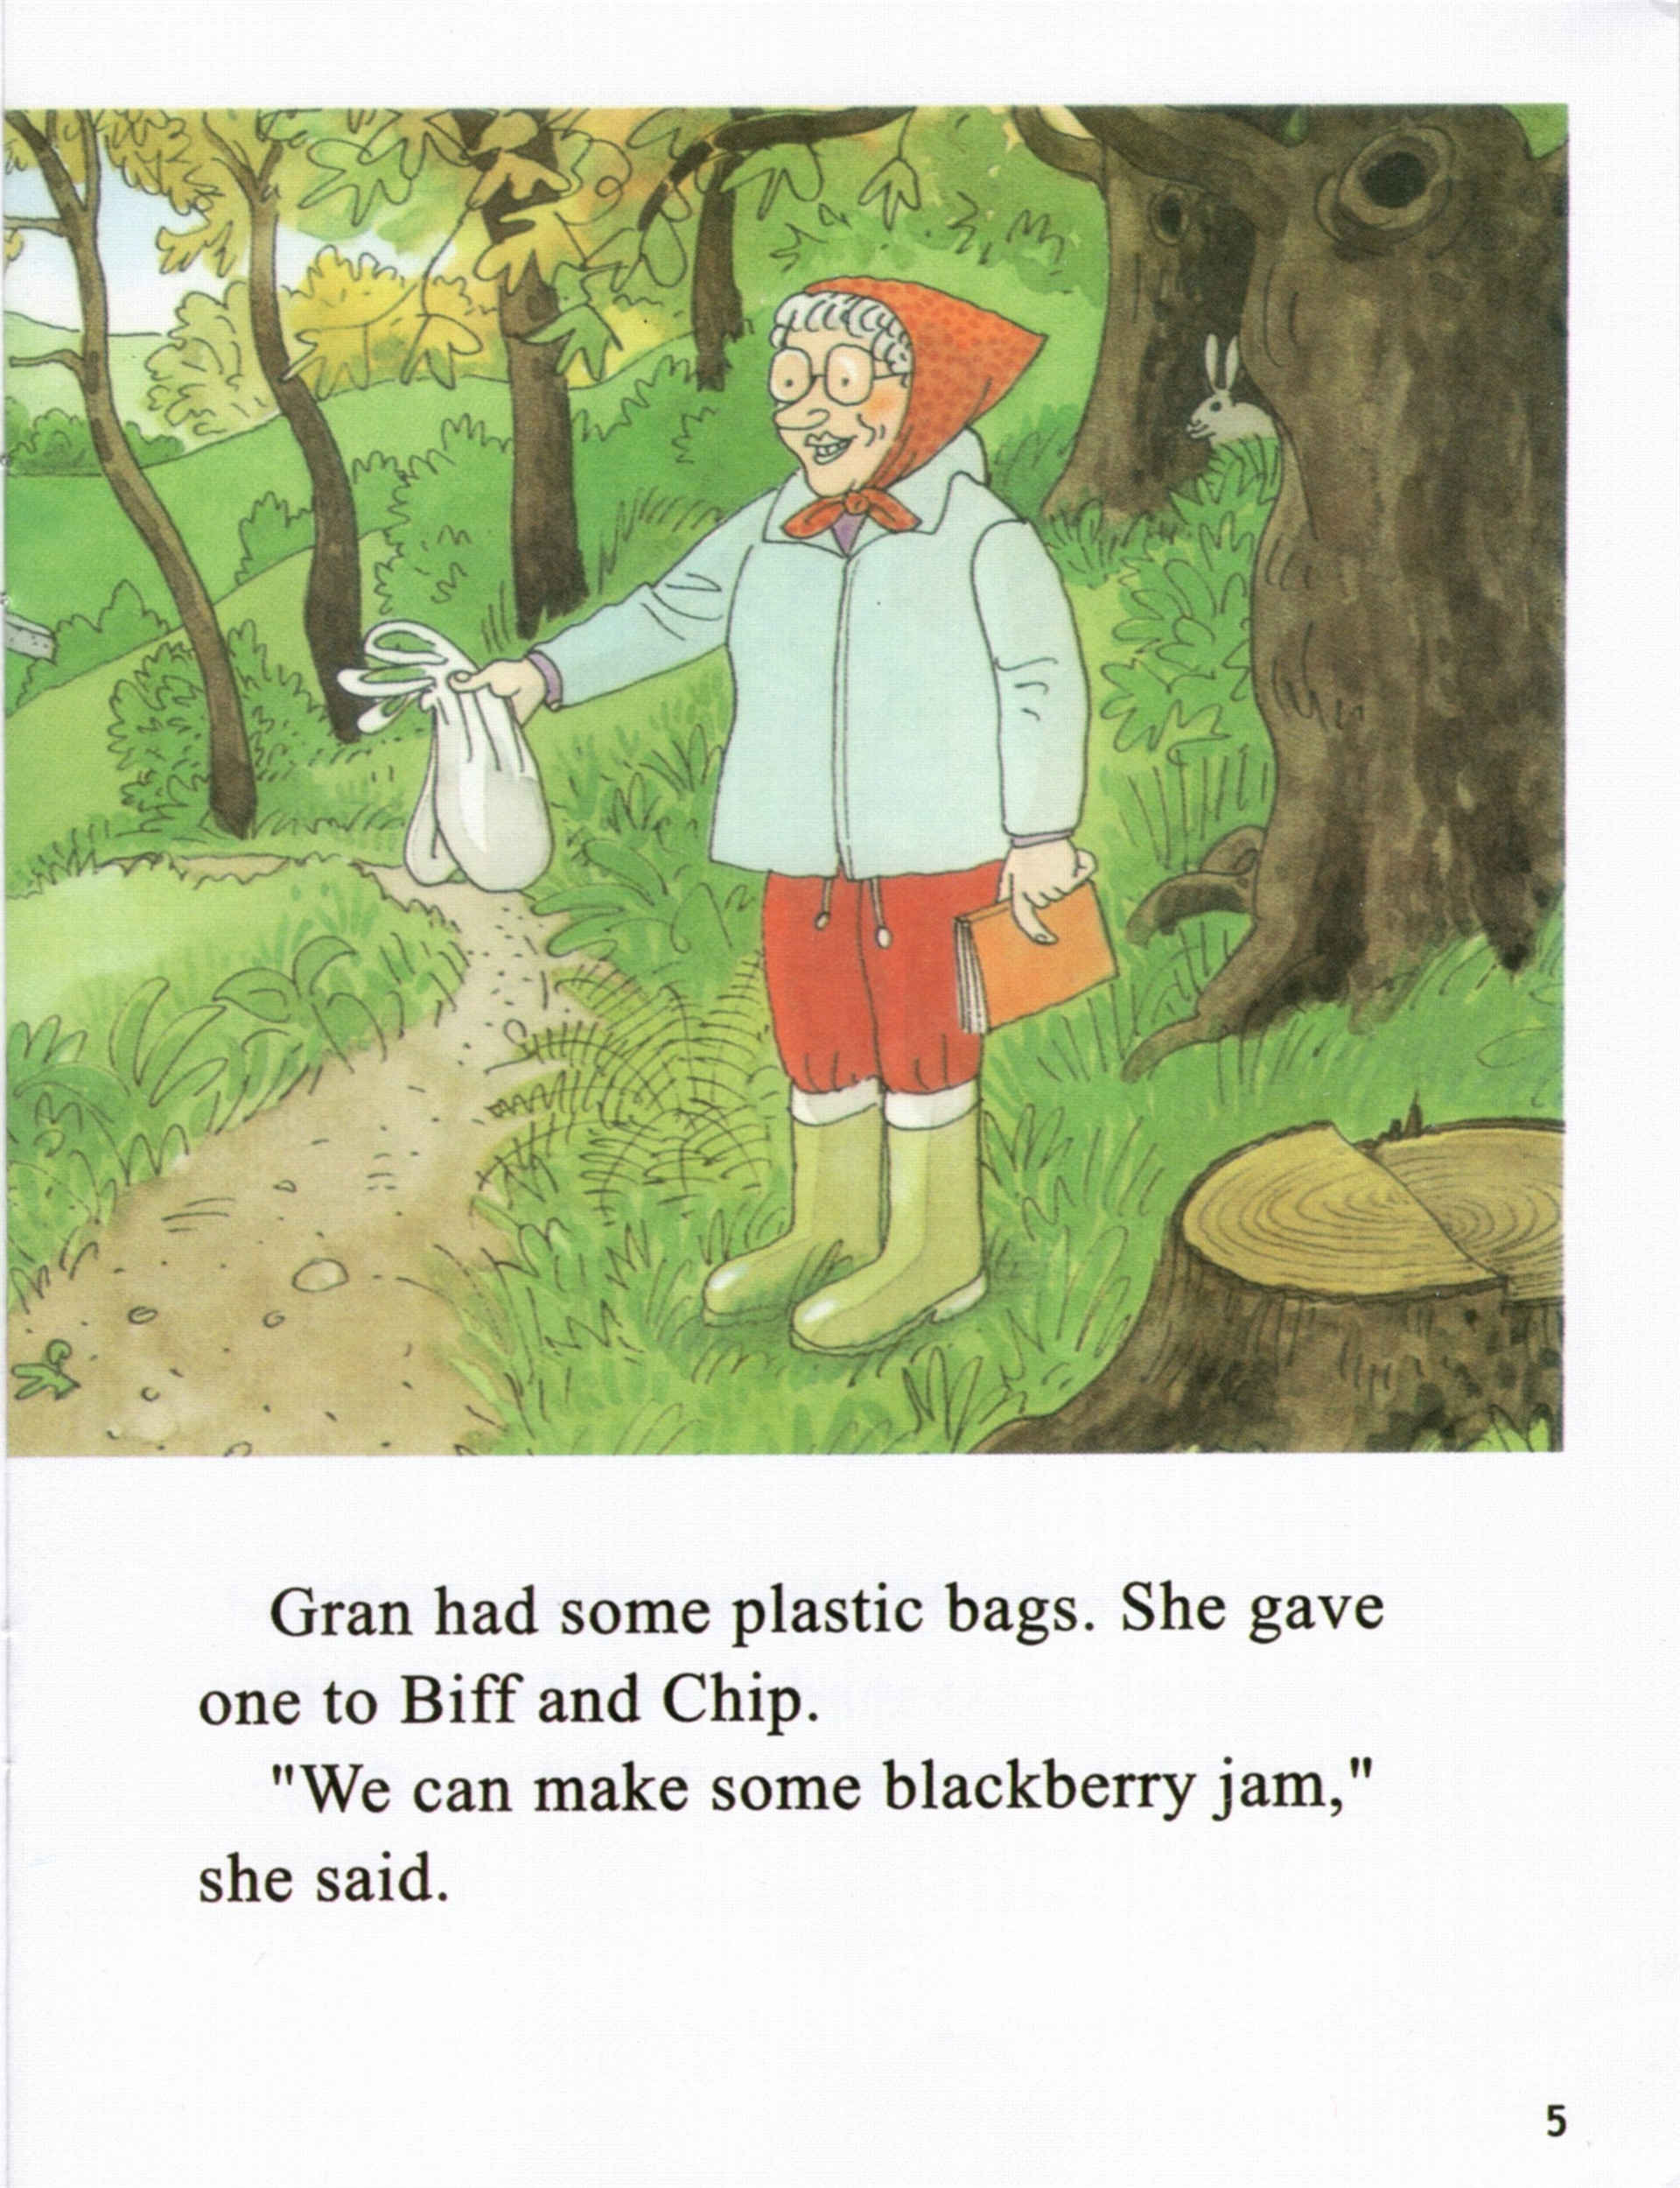 Gran had some plastic bags. She gave
one to Biff and Chip.
"We can make some blackberry jam,"
she said.
5